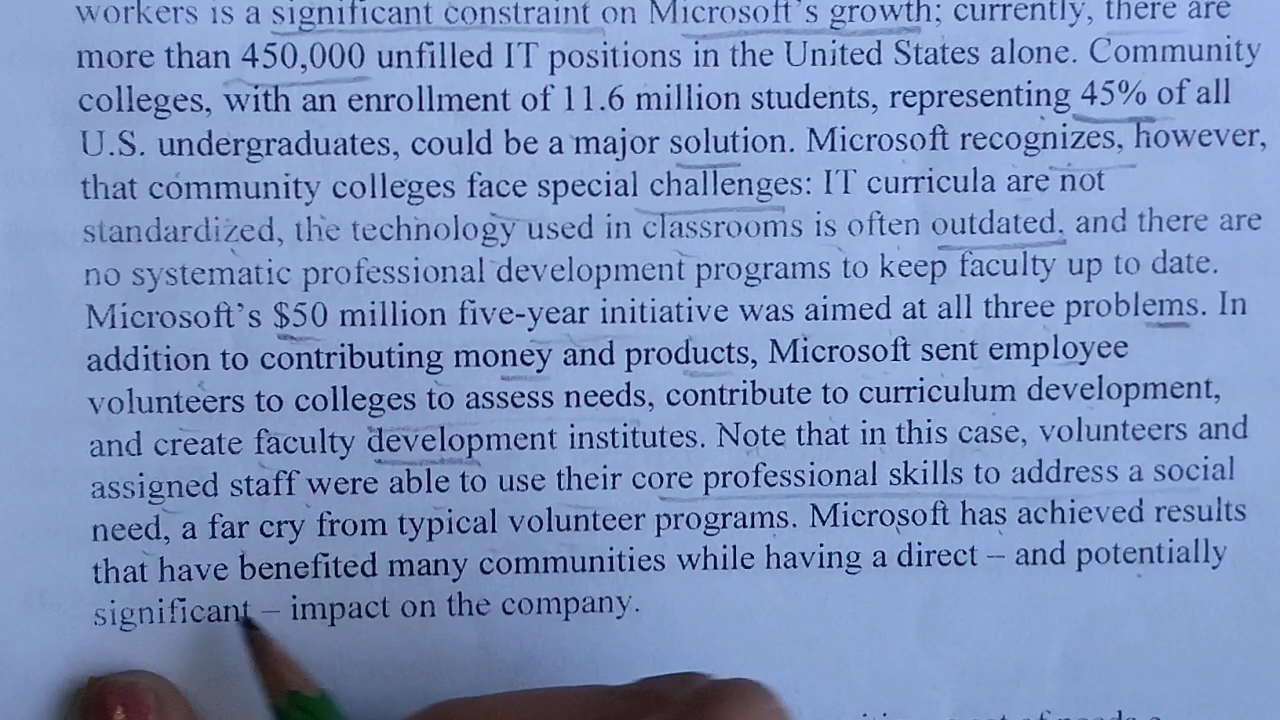 workers is a significant constraint on Microsoft's growth; currently, there are
more than 450,000 unfilled IT positions in the United States alone. Community
colleges, with an enrollment of 11.6 million students, representing 45% of all
U.S. undergraduates, could be a major solution. Microsoft recognizes, however,
that community colleges face special challenges: IT curricula are not
standardized, the technology used in classrooms is often outdated, and there are
no systematic professional development programs to keep faculty up to date.
Microsoft's $50 million five-year initiative was aimed at all three problems. In
addition to contributing money and products, Microsoft sent employee
volunteers to colleges to assess needs, contribute to curriculum development,
and create faculty development institutes. Note that in this case, volunteers and
assigned staff were able to use their core professional skills to address a social
need, a far cry from typical volunteer programs. Microsoft has achieved results
that have benefited many communities while having a direct – and potentially
significant – impact on the company.